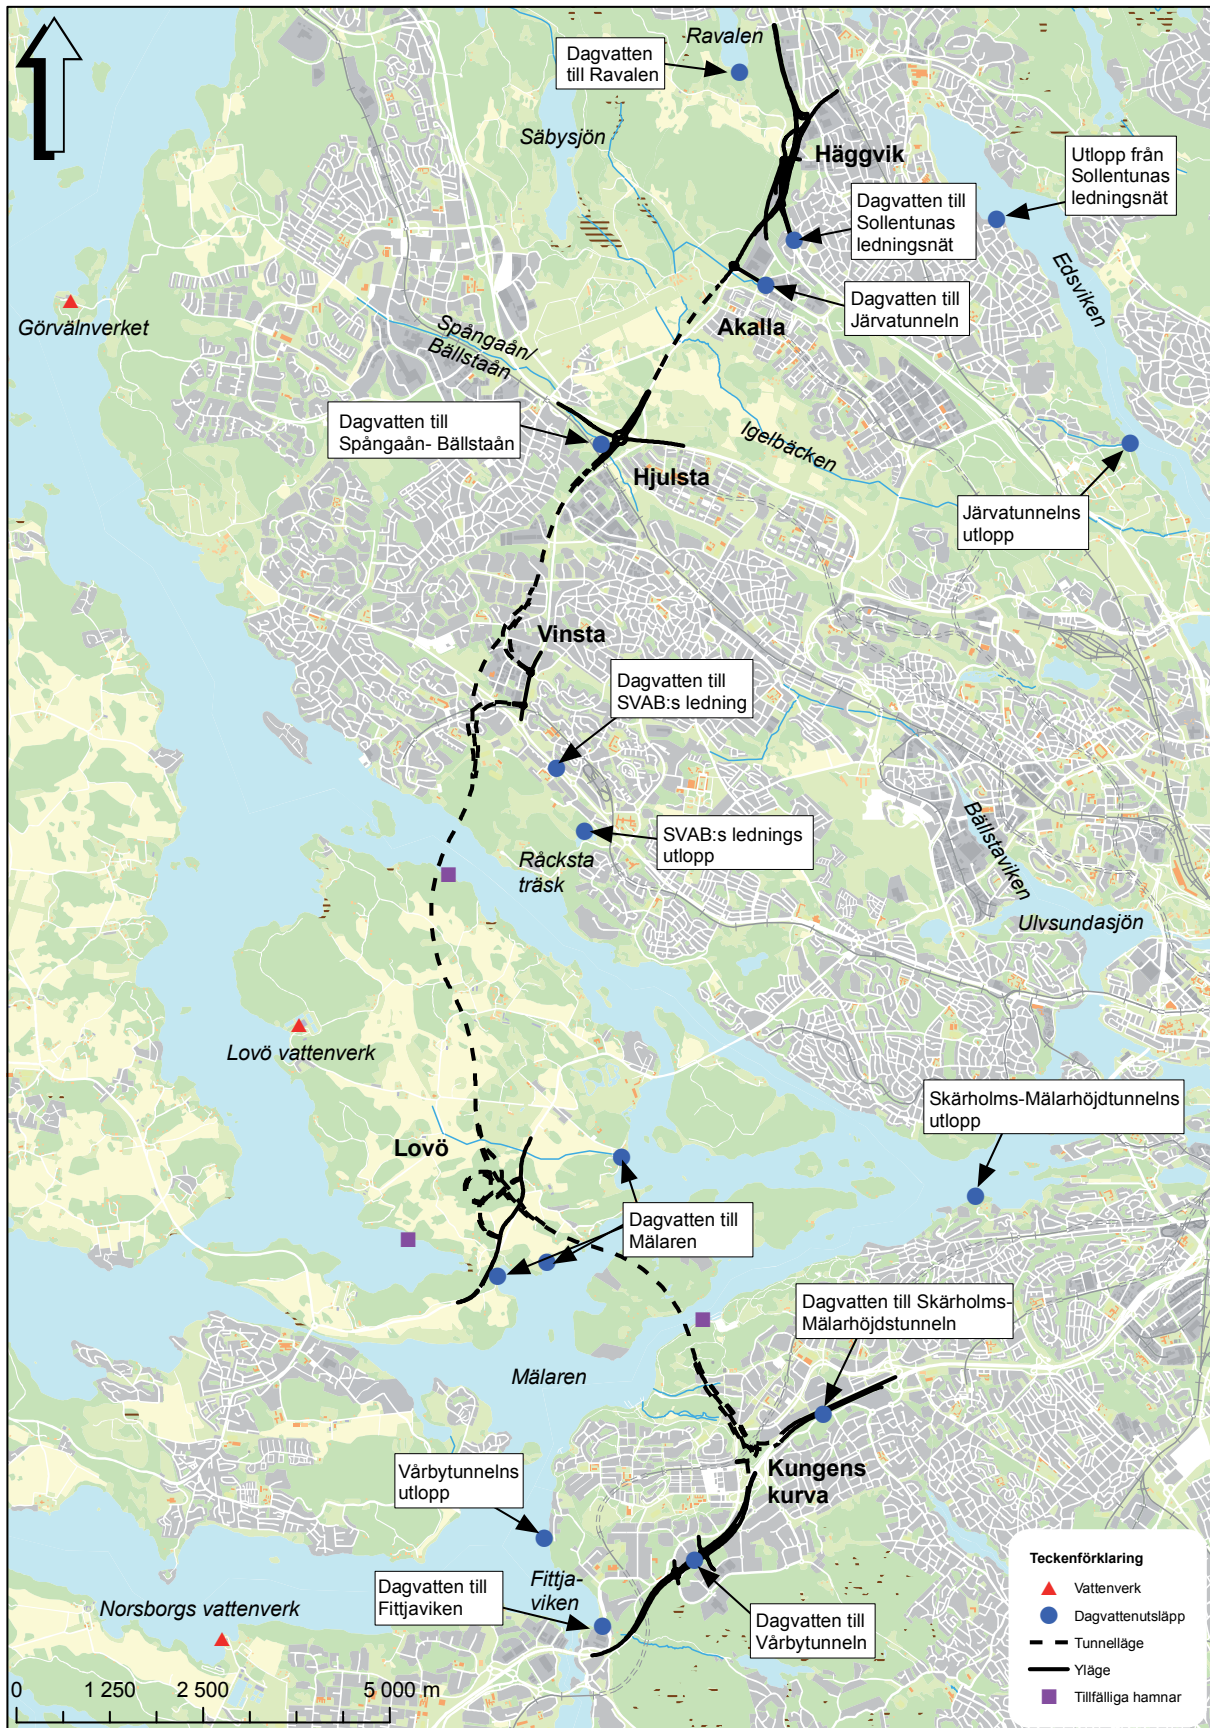 Ravalen
Dagvatten
till Ravalen
Säbysjön
Häggvik
Utlopp från
Sollentunas
ledningsnät
Dagvatten till
Sollentunas
ledningsnät
Edsviken
Görvälnverket
Dagvatten till
Järvatunneln
Akalla
Spångaån/
Bällstaån
Dagvatten till
Spångaån- Bällstaån
Igelbäcken
Hjulsta
Järvatunnelns
utlopp
Vinsta
Dagvatten till
SVAB:s ledning
SVAB:s lednings
utlopp
Råcksta
träsk
Bällstaviken
Ulvsundasjön
Lovö vattenverk
Skärholms-Mälarhöjdtunnelns
utlopp
Lovö
Dagvatten till
Mälaren
Dagvatten till Skärholms-
Mälarhöjdstunneln
Mälaren
Vårbytunnelns
utlopp
Kungens
kurva
Fittja-
viken
Dagvatten till
Fittjaviken
Norsborgs vattenverk
Dagvatten till
Vårbytunneln
Teckenförklaring
Vattenverk
Dagvattenutsläpp
Tunnelläge
Yläge
Tillfälliga hamnar
0 1 250 2 500 5 000 m